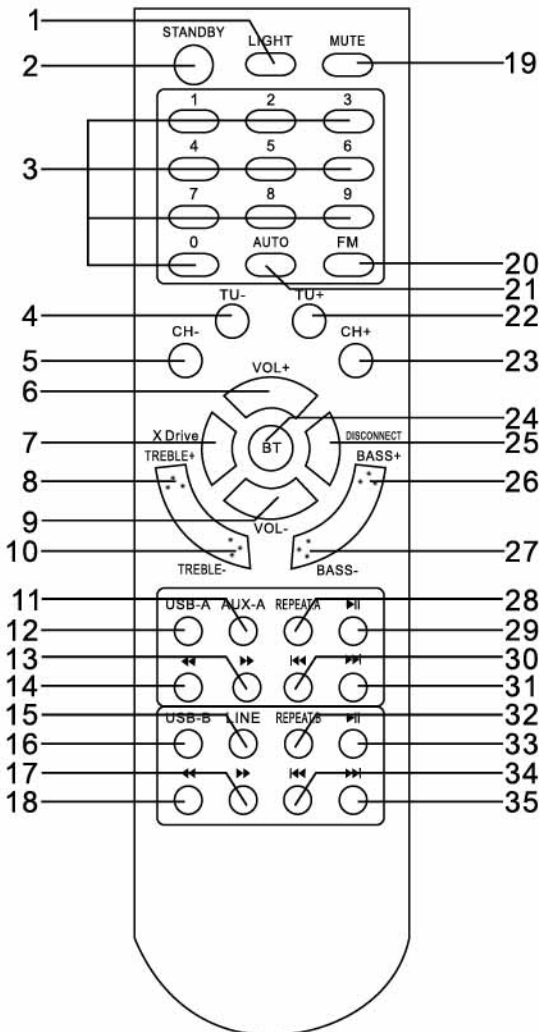 1
STANDBY LIGHT MUTE
2 19
1 2 3
4 5 6
3
7 8 9
0 AUTO FM
20
21
TU- TU+
4 22
CH- CH+
5 23
VOL+
6
24
X Drive BT DISCONNECT
7 25
TREBLE+ BASS+
8 26
9
VOL-
10 27
TREBLE- BASS-
11 28
USB-A AUX-A REPEATA ▶II
12 29
13 30
◀◀ ▶▶ I◀◀ ▶▶I
14 31
15 32
USB-B LINE REPEATB ▶II
16 33
17 34
◀◀ ▶▶ I◀◀ ▶▶I
18 35